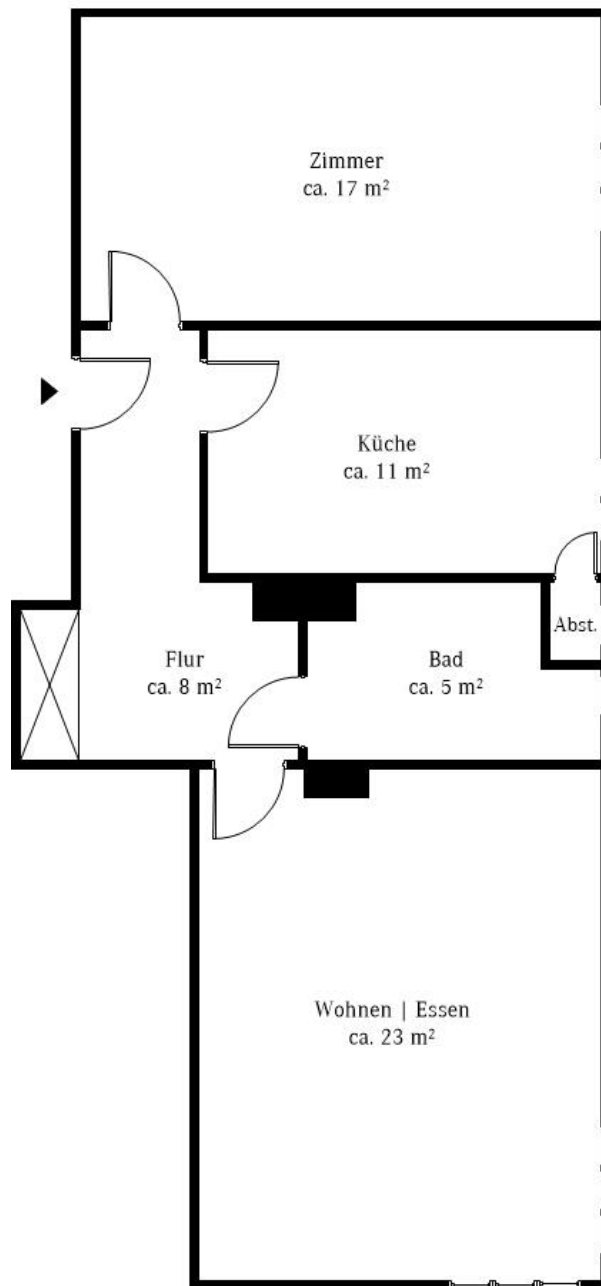 Zimmer
ca. 17 m²
Küche
ca. 11 m²
Abst.
Flur
ca. 8 m²
Bad
ca. 5 m²
Wohnen | Essen
ca. 23 m²